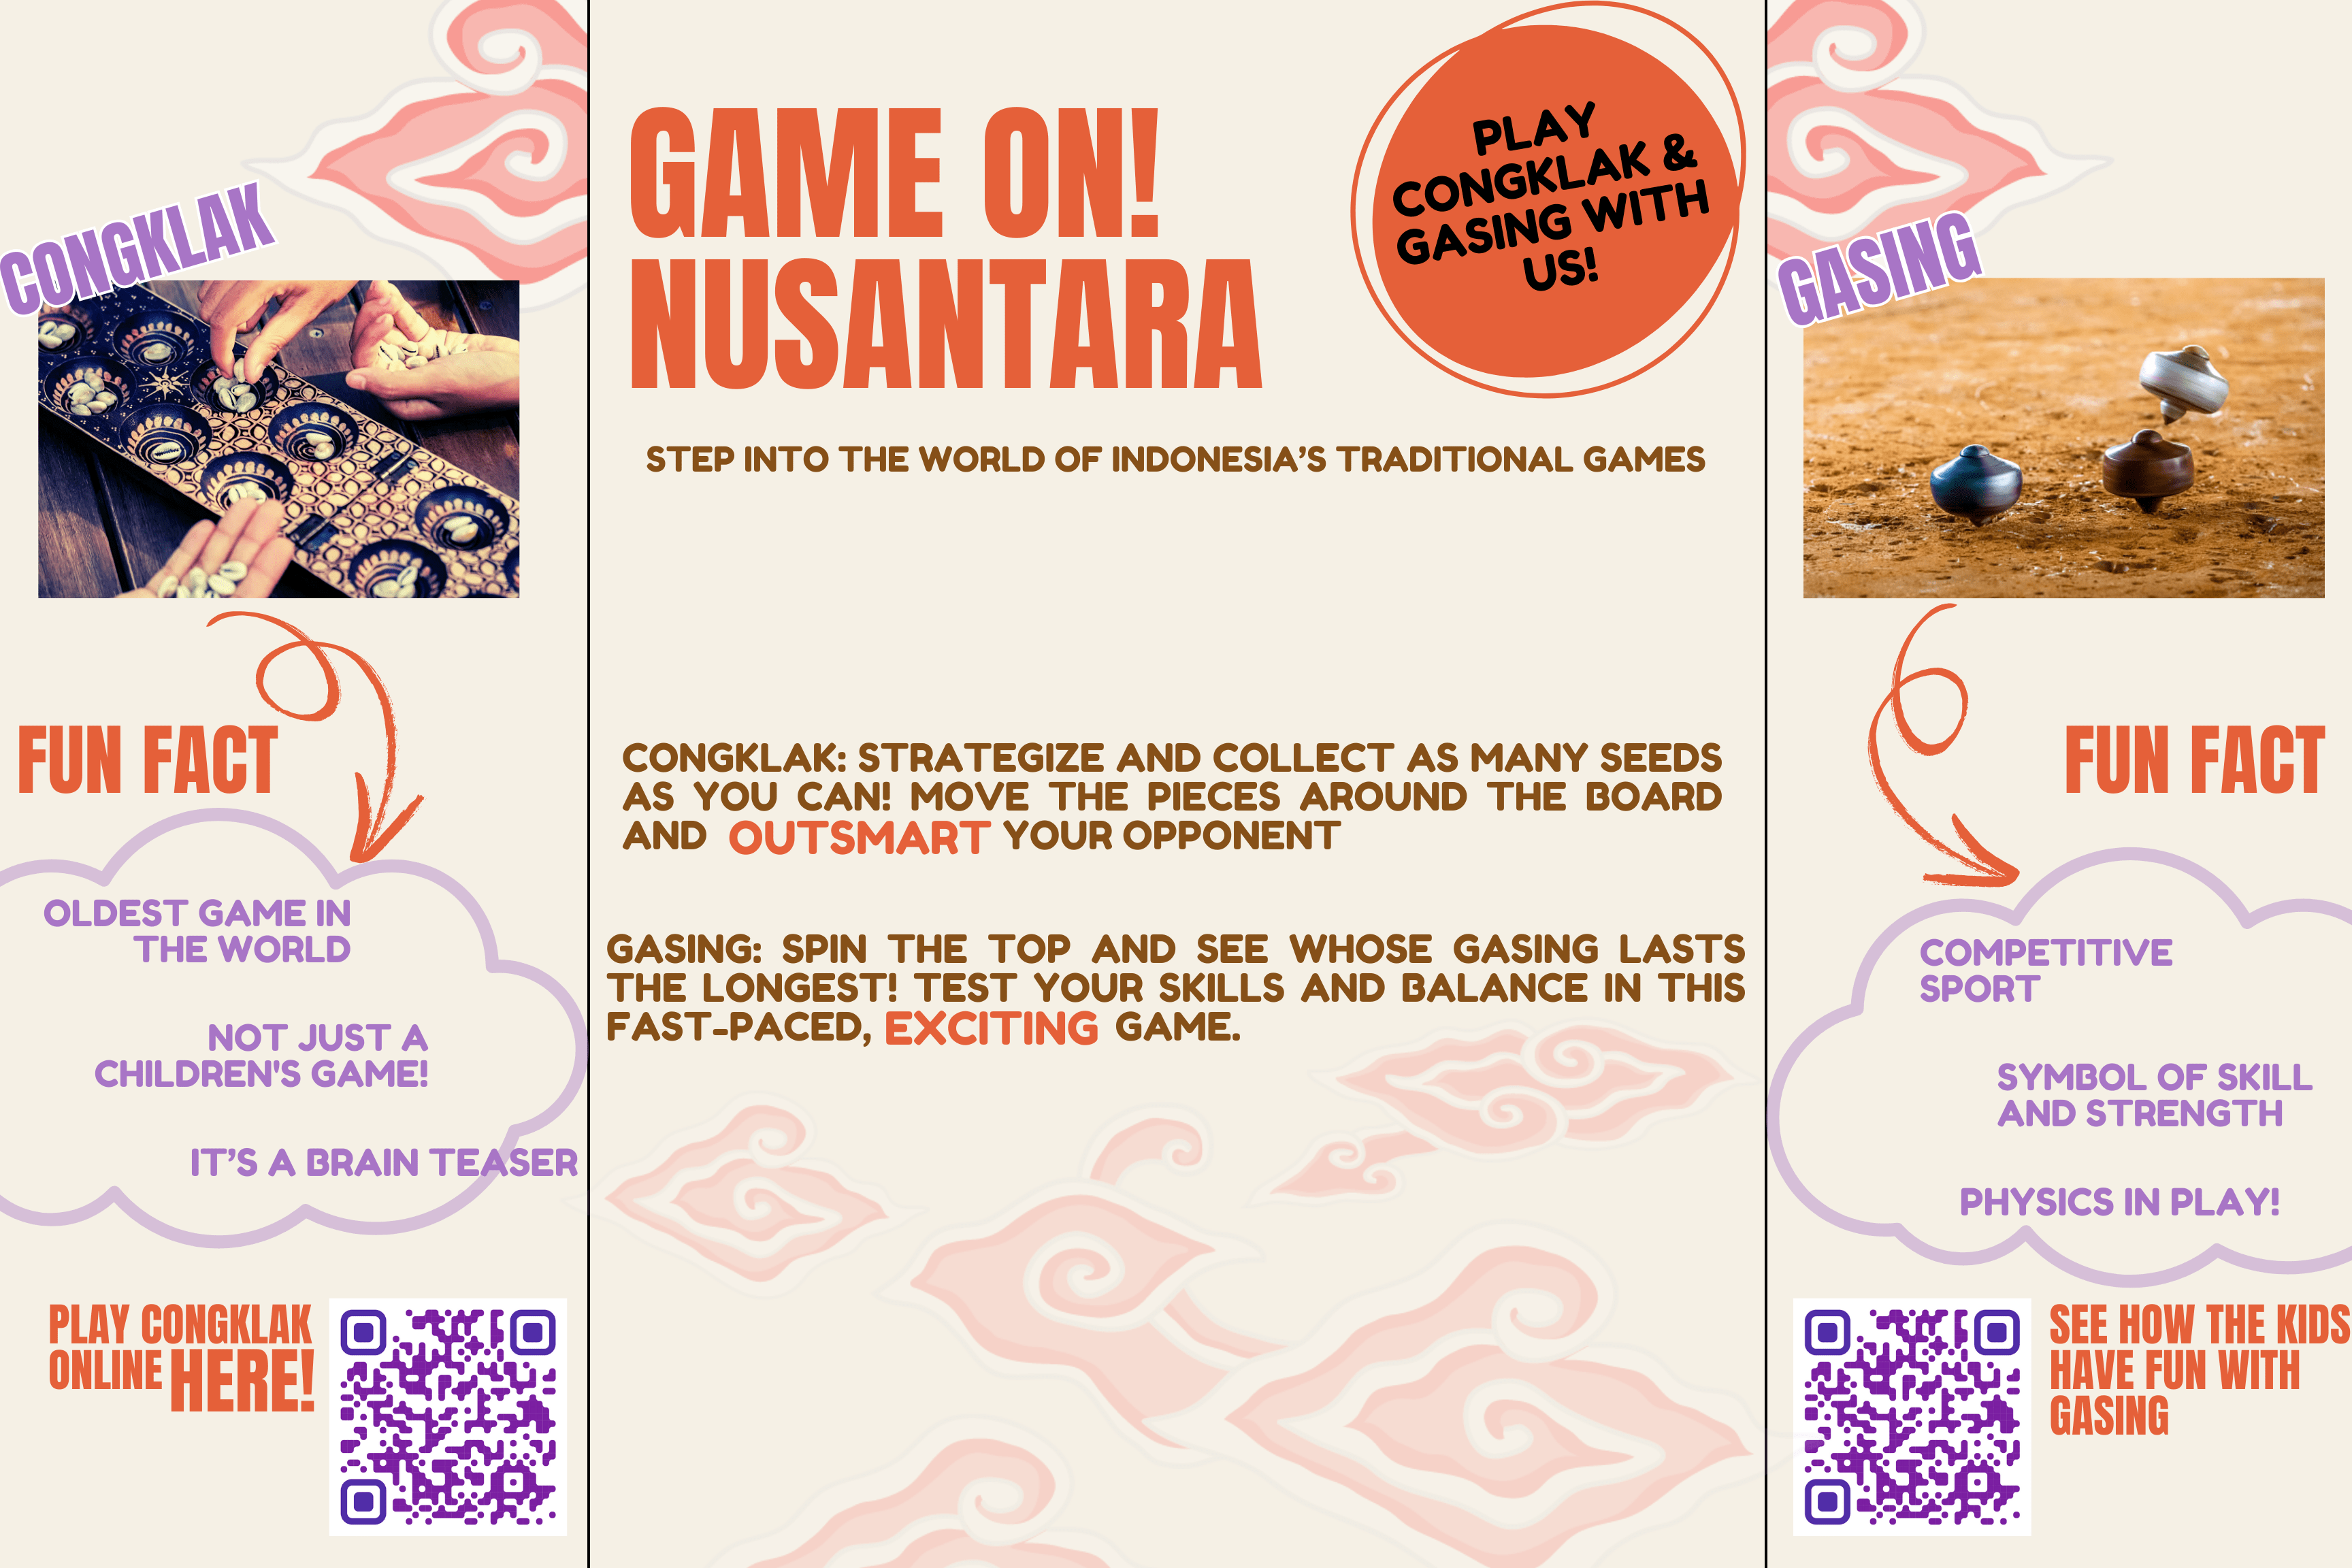 CONGKLAK
FUN FACT
OLDEST GAME IN
THE WORLD
NOT JUST A
CHILDREN'S GAME!
IT'S A BRAIN TEASER
PLAY CONGKLAK
ONLINE HERE!
GAME ON!
NUSANTARA
PLAY
CONGKLAK &
GASING WITH
US!
STEP INTO THE WORLD OF INDONESIA'S TRADITIONAL GAMES
CONGKLAK: STRATEGIZE AND COLLECT AS MANY SEEDS
AS YOU CAN! MOVE THE PIECES AROUND THE BOARD
AND OUTSMART YOUR OPPONENT
GASING: SPIN THE TOP AND SEE WHOSE GASING LASTS
THE LONGEST! TEST YOUR SKILLS AND BALANCE IN THIS
FAST-PACED, EXCITING GAME.
GASING
FUN FACT
COMPETITIVE
SPORT
SYMBOL OF SKILL
AND STRENGTH
PHYSICS IN PLAY!
SEE HOW THE KIDS
HAVE FUN WITH
GASING